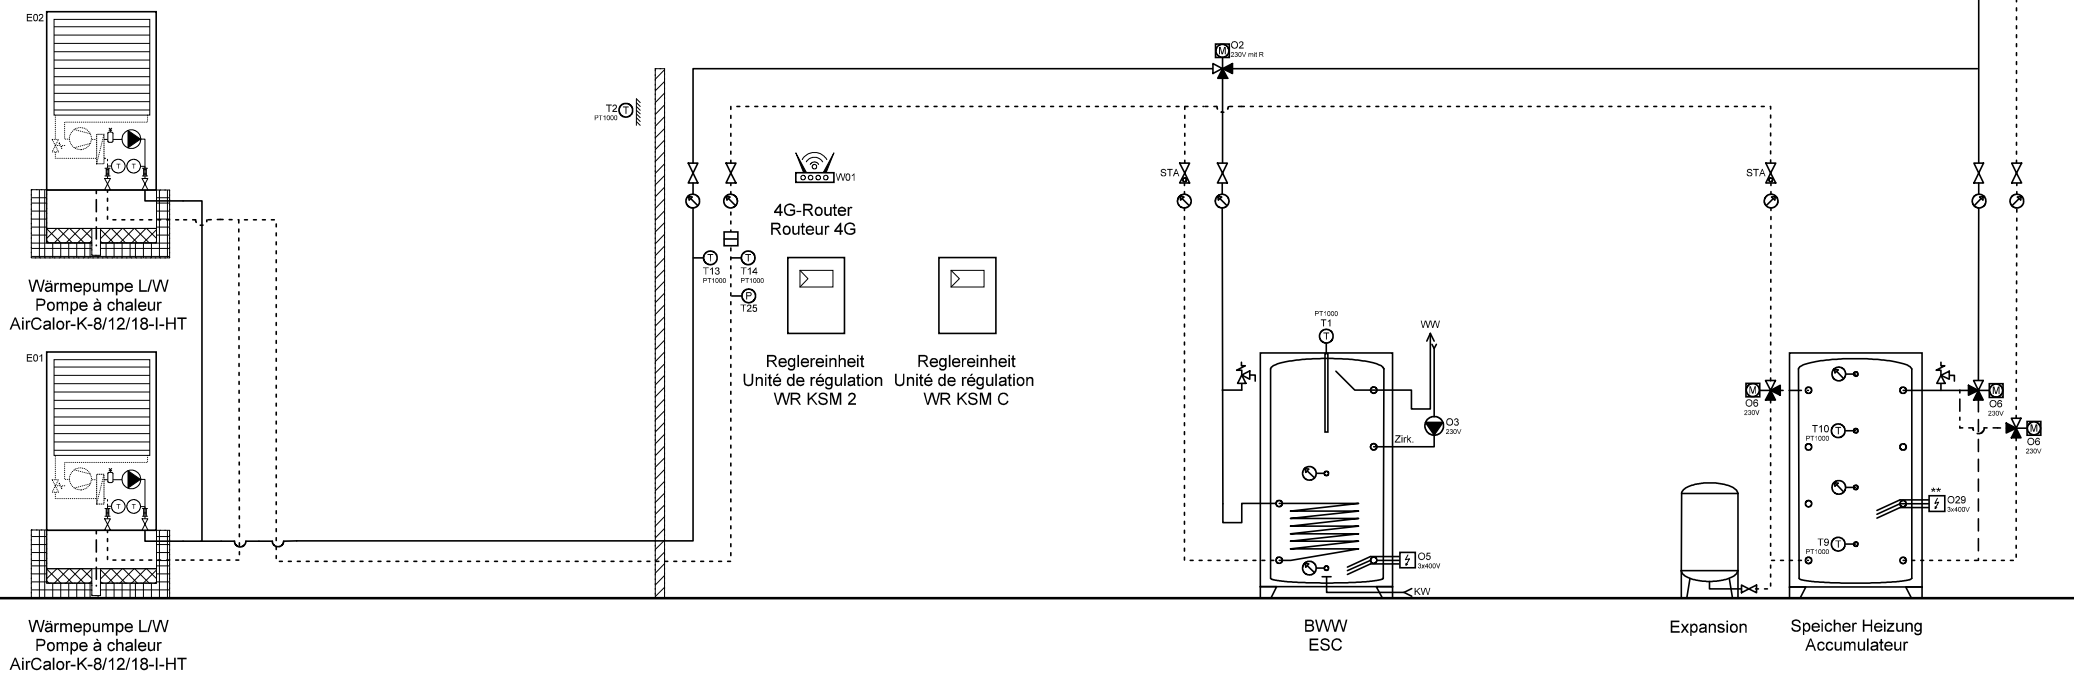 E02
Wärmepumpe L/W
Pompe à chaleur
AirCalor-K-8/12/18-I-HT
E01
Wärmepumpe L/W
Pompe à chaleur
AirCalor-K-8/12/18-I-HT
T
T
T
T
T2
PT1000
T
W01
4G-Router
Routeur 4G
T
T13
PT1000
T
T14
PT1000
P
T25
Reglereinheit
Unité de régulation
WR KSM 2
Reglereinheit
Unité de régulation
WR KSM C
M
O2
230V mit R
STA
STA
PT1000
T1
T
WW
O3
230V
Zirk.
O5
3x400V
KW
BWW
ESC
Expansion
M
O6
230V
T10
PT1000
T
T9
PT1000
T
M
O6
230V
M
O6
230V
**
O29
3x400V
Speicher Heizung
Accumulateur